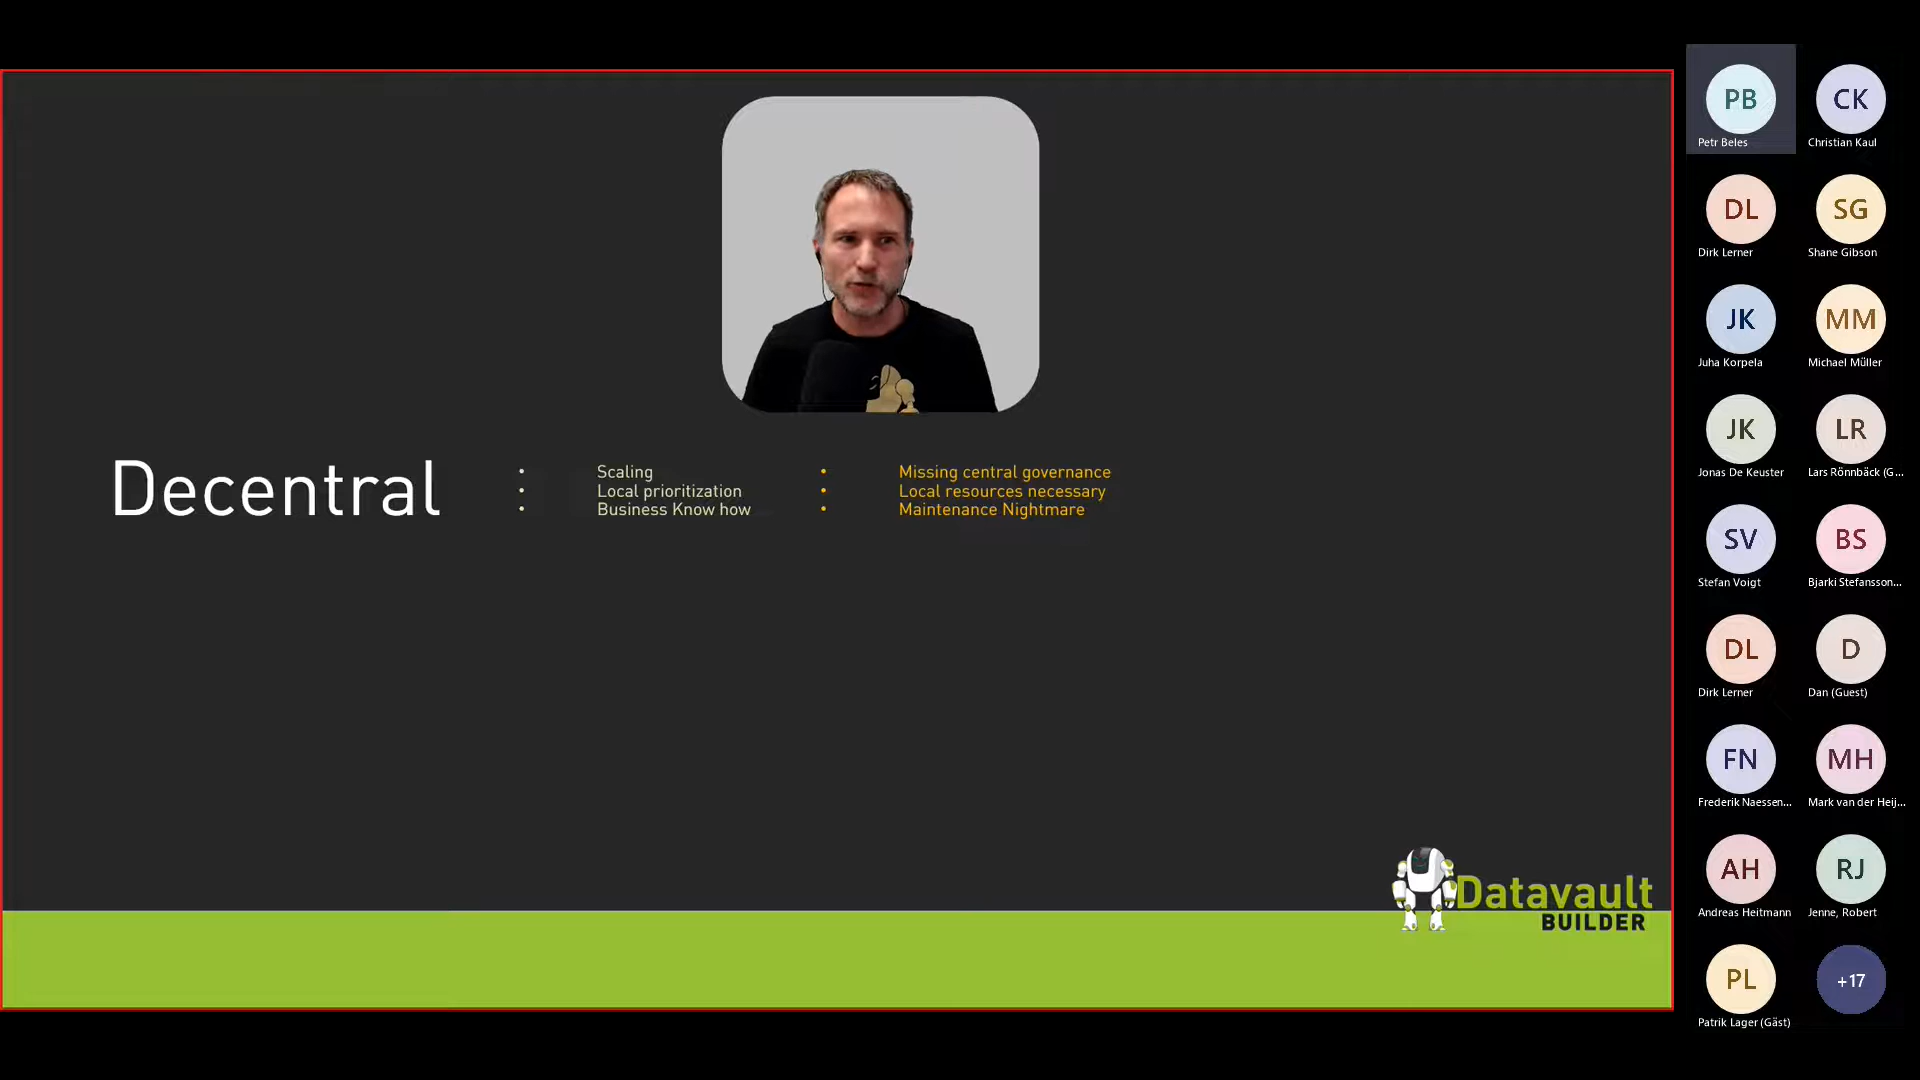 Decentral
• Scaling
• Local prioritization
• Business Know how
• Missing central governance
• Local resources necessary
• Maintenance Nightmare
Datavault
BUILDER
PB
Petr Beles
CK
Christian Kaul
DL
Dirk Lerner
SG
Shane Gibson
JK
Juha Korpela
MM
Michael Müller
JK
Jonas De Keuster
LR
Lars Rönnbäck (G...
SV
Stefan Voigt
BS
Bjarki Stefansson...
DL
Dirk Lerner
D
Dan (Guest)
FN
Frederik Naessen...
MH
Mark van der Heij...
AH
Andreas Heitmann
RJ
Jenne, Robert
PL
Patrik Lager (Gäst)
+17